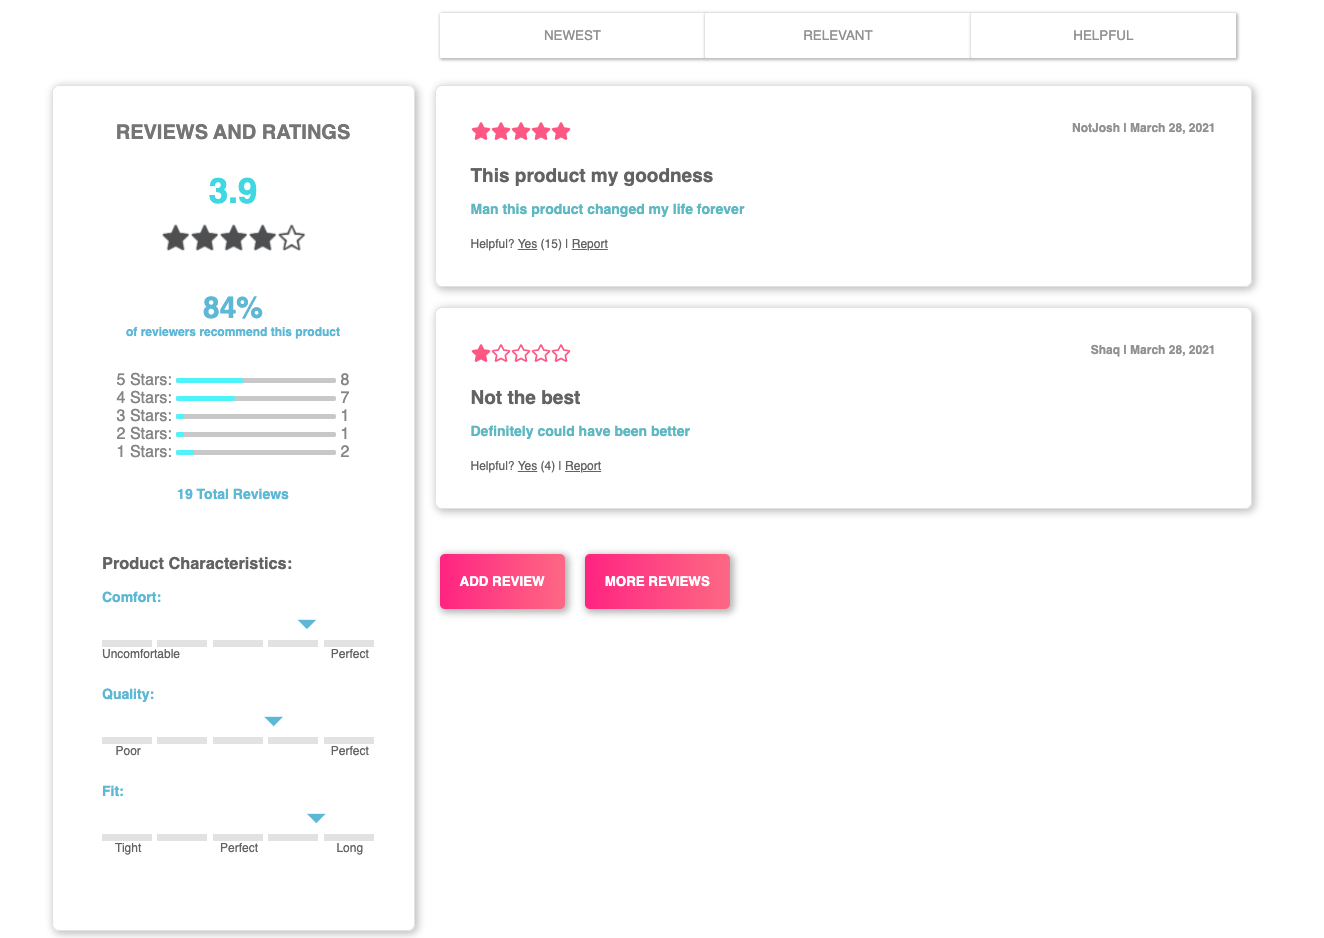 NEWEST RELEVANT HELPFUL
REVIEWS AND RATINGS
3.9
84%
of reviewers recommend this product
5 Stars: 8
4 Stars: 7
3 Stars: 1
2 Stars: 1
1 Stars: 2
19 Total Reviews
Product Characteristics:
Comfort:
Uncomfortable Perfect
Quality:
Poor Perfect
Fit:
Tight Perfect Long
NotJosh | March 28, 2021
This product my goodness
Man this product changed my life forever
Helpful? Yes (15) | Report
Shaq | March 28, 2021
Not the best
Definitely could have been better
Helpful? Yes (4) | Report
ADD REVIEW MORE REVIEWS